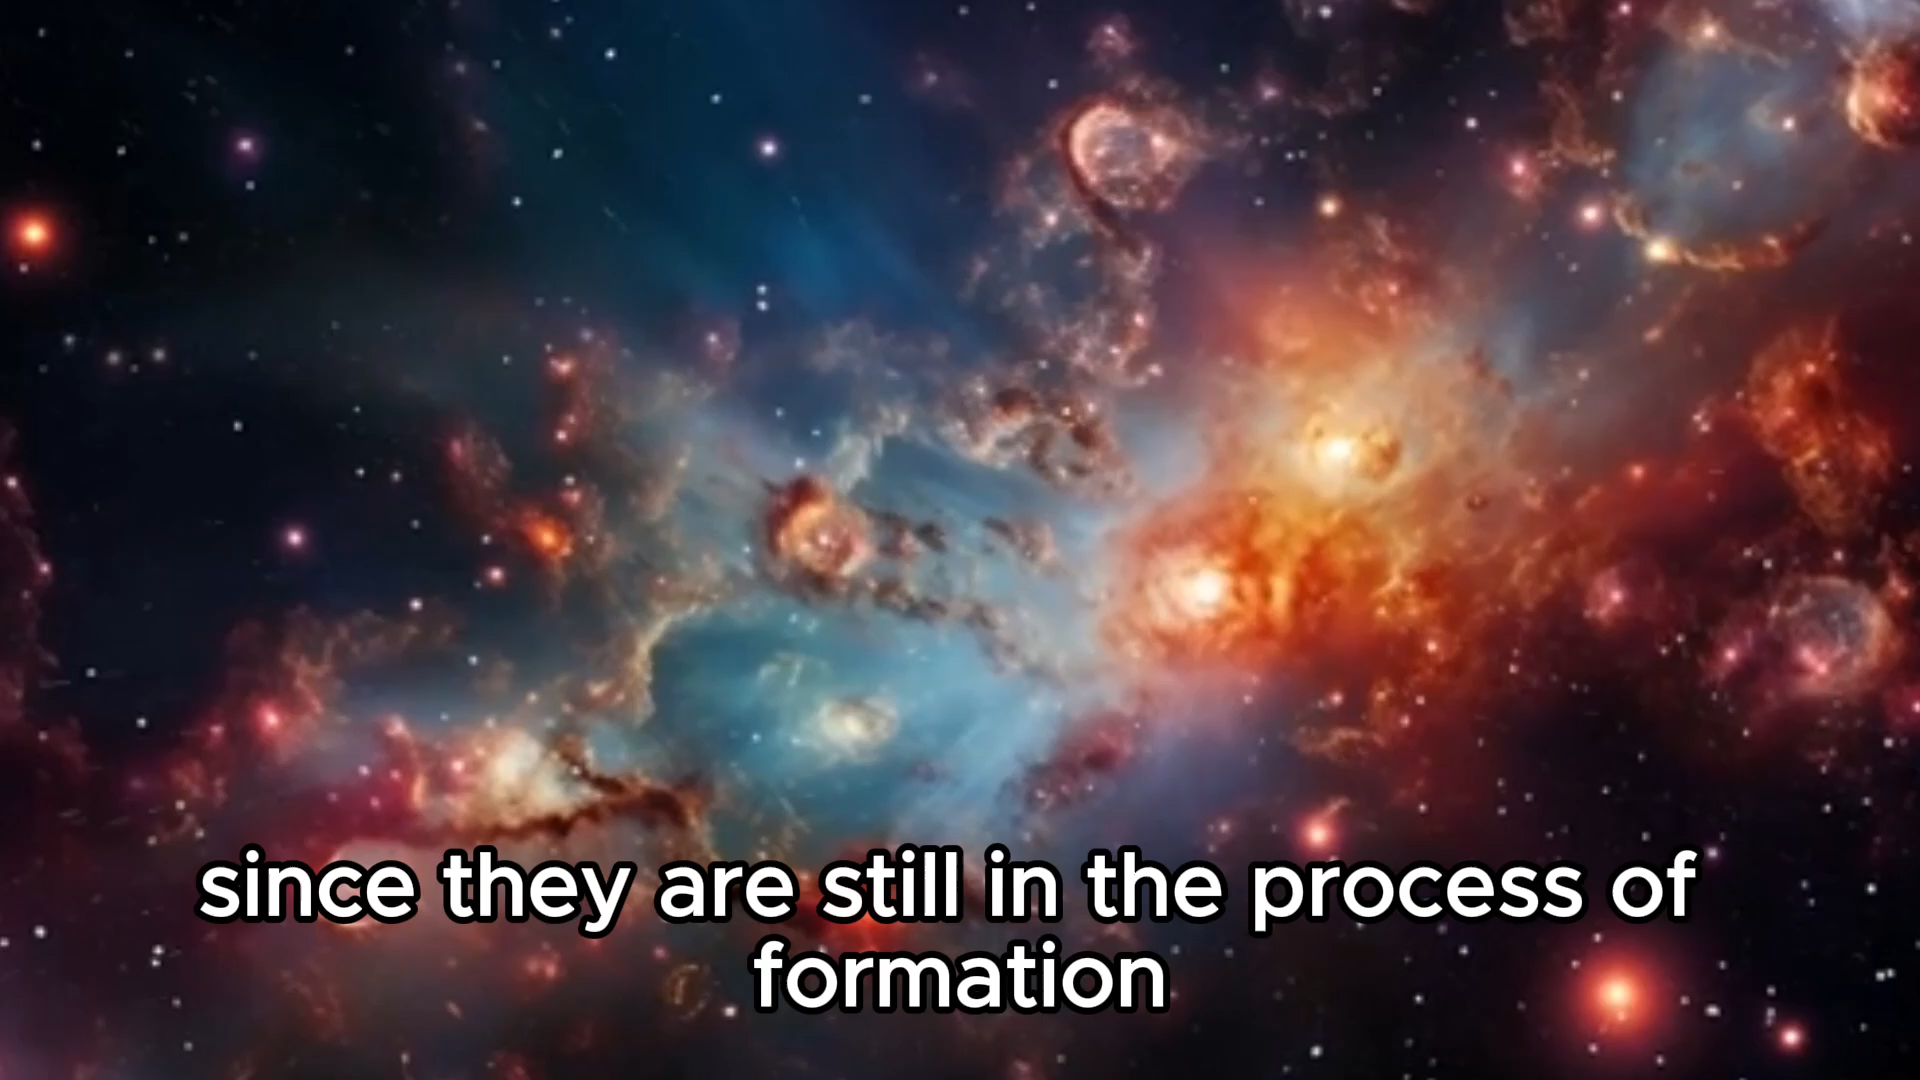 since they are still in the process of
formation